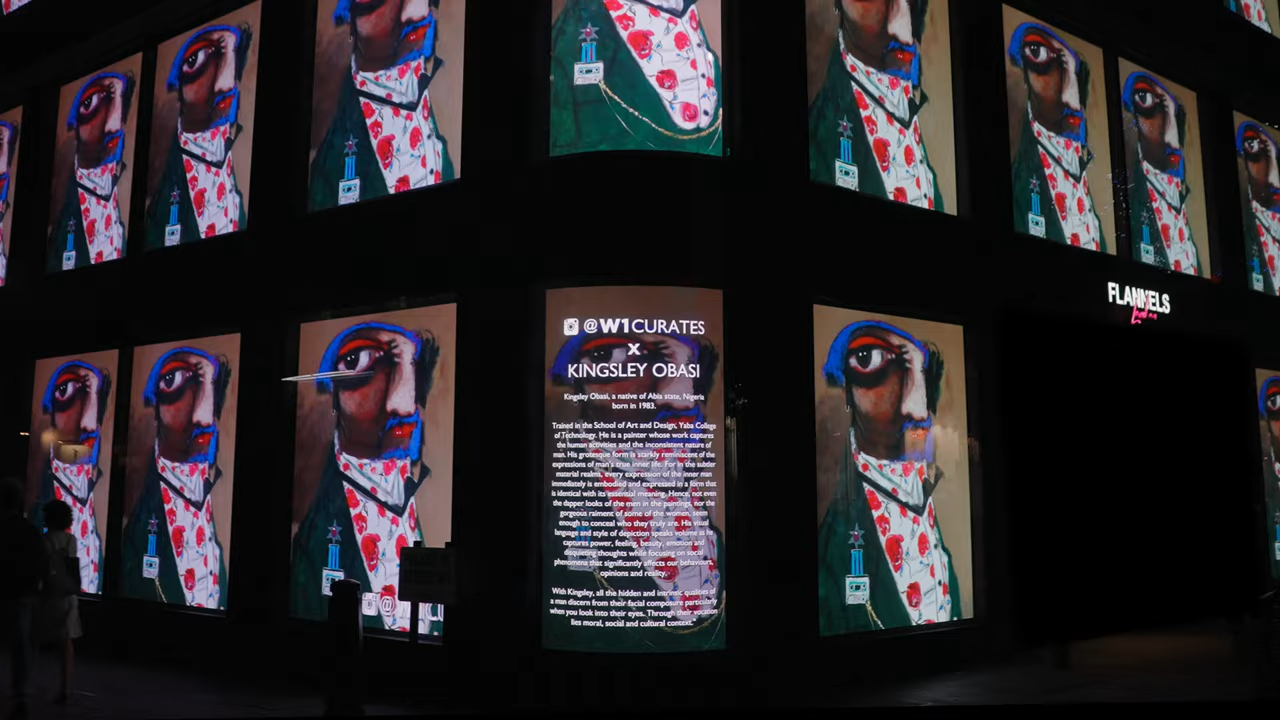 @W1CURATES
X
KINGSLEY OBASI
Kingsley Obasi, a native of Abia state, Nigeria
born in 1983.
Trained in the School of Art and Design, Yaba College
of Technology. He is a painter whose work captures
the human activities and the inconsistent nature of
man. His grotesque form is starkly reminiscent of the
expressions of man's true inner life. For in the subtler
material realms, every expression of the inner man
immediately is embodied and expressed in a form that
is identical with its essential meaning. Hence, not even
the dapper looks of the men in the paintings, nor the
gorgeous raiment of some of the women, seem
enough to conceal who they truly are. His visual
language and style of depiction speaks volume as he
captures power, feeling, beauty, emotion and
disquieting thoughts while focusing on social
phenomena that significantly affects our behaviours,
opinions and reality.
With Kingsley, all the hidden and intrinsic qualities of
a man discern from their facial composure particularly
when you look into their eyes. Through their vocation
lies moral, social and cultural context."
FLANNELS
London